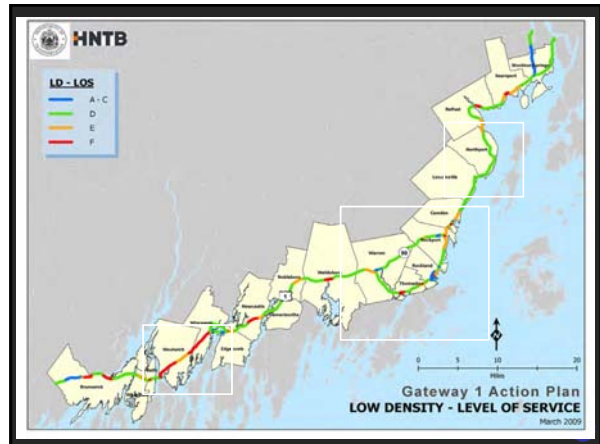 HNTB
LD - LOS
A - C
D
E
F
Stockton Springs
Searsport
Belfast
Northport
Lincolnville
Camden
Rockport
Warren
90
Rockland
Thomaston
Waldoboro
Nobleboro
1
Newcastle
Damariscotta
Wiscasset
Edgecomb
Woolwich
Bath
Brunswick
0 5 10 20
Miles
Gateway 1 Action Plan
LOW DENSITY - LEVEL OF SERVICE
March 2009